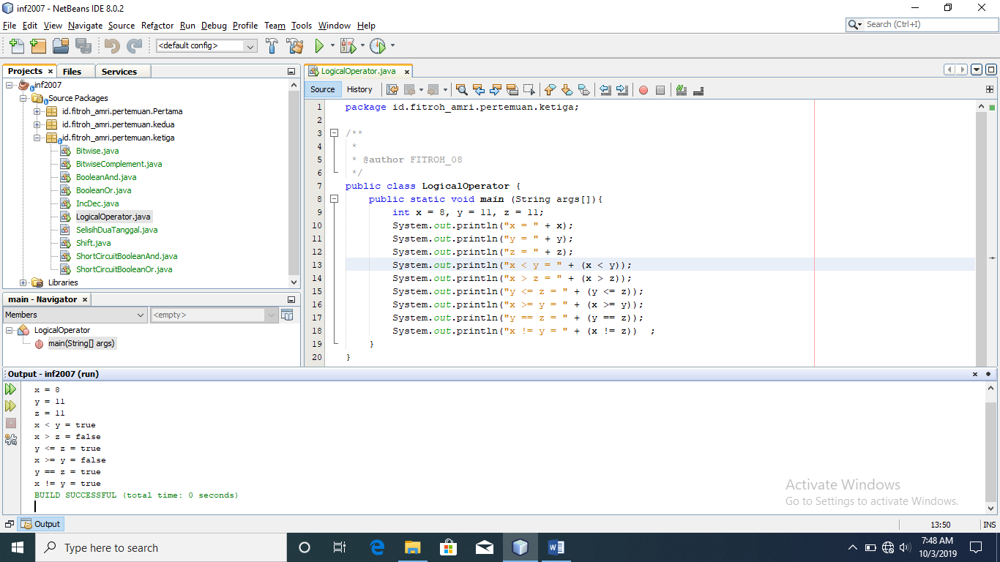 inf2007 - NetBeans IDE 8.0.2
File Edit View Navigate Source Refactor Run Debug Profile Team Tools Window Help
Search (Ctrl+I)
<default config>
Projects Files Services
inf2007
Source Packages
id.fitroh_amri.pertemuan.Pertama
id.fitroh_amri.pertemuan.kedua
id.fitroh_amri.pertemuan.ketiga
Bitwise.java
BitwiseComplement.java
BooleanAnd.java
BooleanOr.java
IncDec.java
LogicalOperator.java
SelisihDuaTanggal.java
Shift.java
ShortCircuitBooleanAnd.java
ShortCircuitBooleanOr.java
Libraries
main - Navigator
Members <empty>
LogicalOperator
main(String[] args)
LogicalOperator.java
Source History
1 package id.fitroh_amri.pertemuan.ketiga;
2
3 /**
4 *
5 * @author FITROH_08
6 */
7 public class LogicalOperator {
8 public static void main (String args[]){
9 int x = 8, y = 11, z = 11;
10 System.out.println("x = " + x);
11 System.out.println("y = " + y);
12 System.out.println("z = " + z);
13 System.out.println("x < y = " + (x < y));
14 System.out.println("x > z = " + (x > z));
15 System.out.println("y <= z = " + (y <= z));
16 System.out.println("x >= y = " + (x >= y));
17 System.out.println("y == z = " + (y == z));
18 System.out.println("x != y = " + (x != z)) ;
19 }
20 }
Output - inf2007 (run)
x = 8
y = 11
z = 11
x < y = true
x > z = false
y <= z = true
x >= y = false
y == z = true
x != y = true
BUILD SUCCESSFUL (total time: 0 seconds)
Activate Windows
Go to Settings to activate Windows.
Output
13:50 INS
Type here to search
7:48 AM
10/3/2019